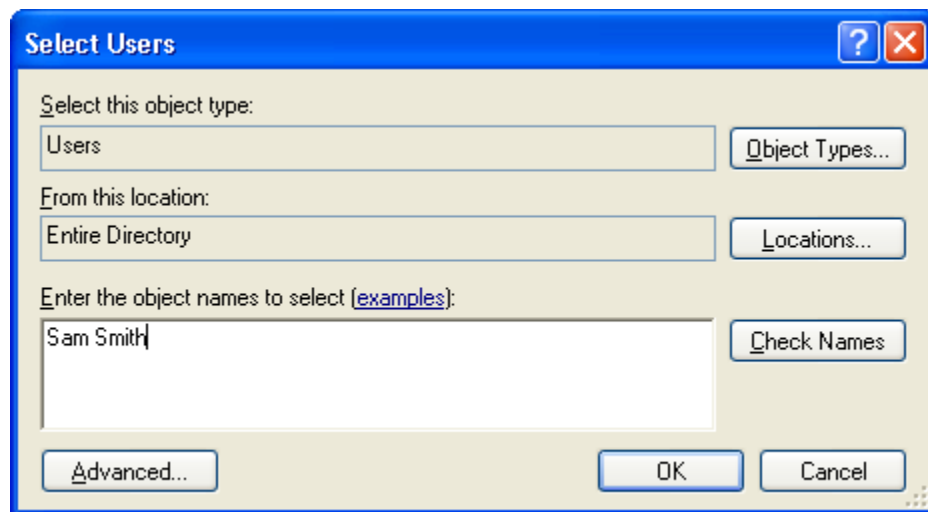 Select Users
?
Select this object type:
Users
Object Types...
From this location:
Entire Directory
Locations...
Enter the object names to select (examples):
Sam Smith
Check Names
Advanced...
OK
Cancel